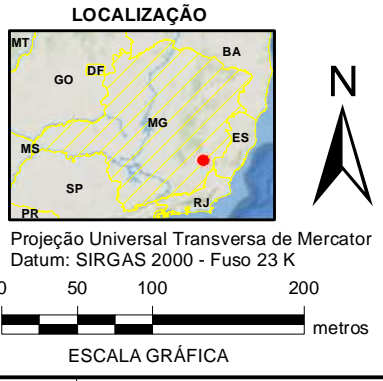 LOCALIZAÇÃO
MT
BA
DF
GO
MG
ES
MS
SP
RJ
PR
N
Projeção Universal Transversa de Mercator
Datum: SIRGAS 2000 - Fuso 23 K
0 50 100 200
metros
ESCALA GRÁFICA